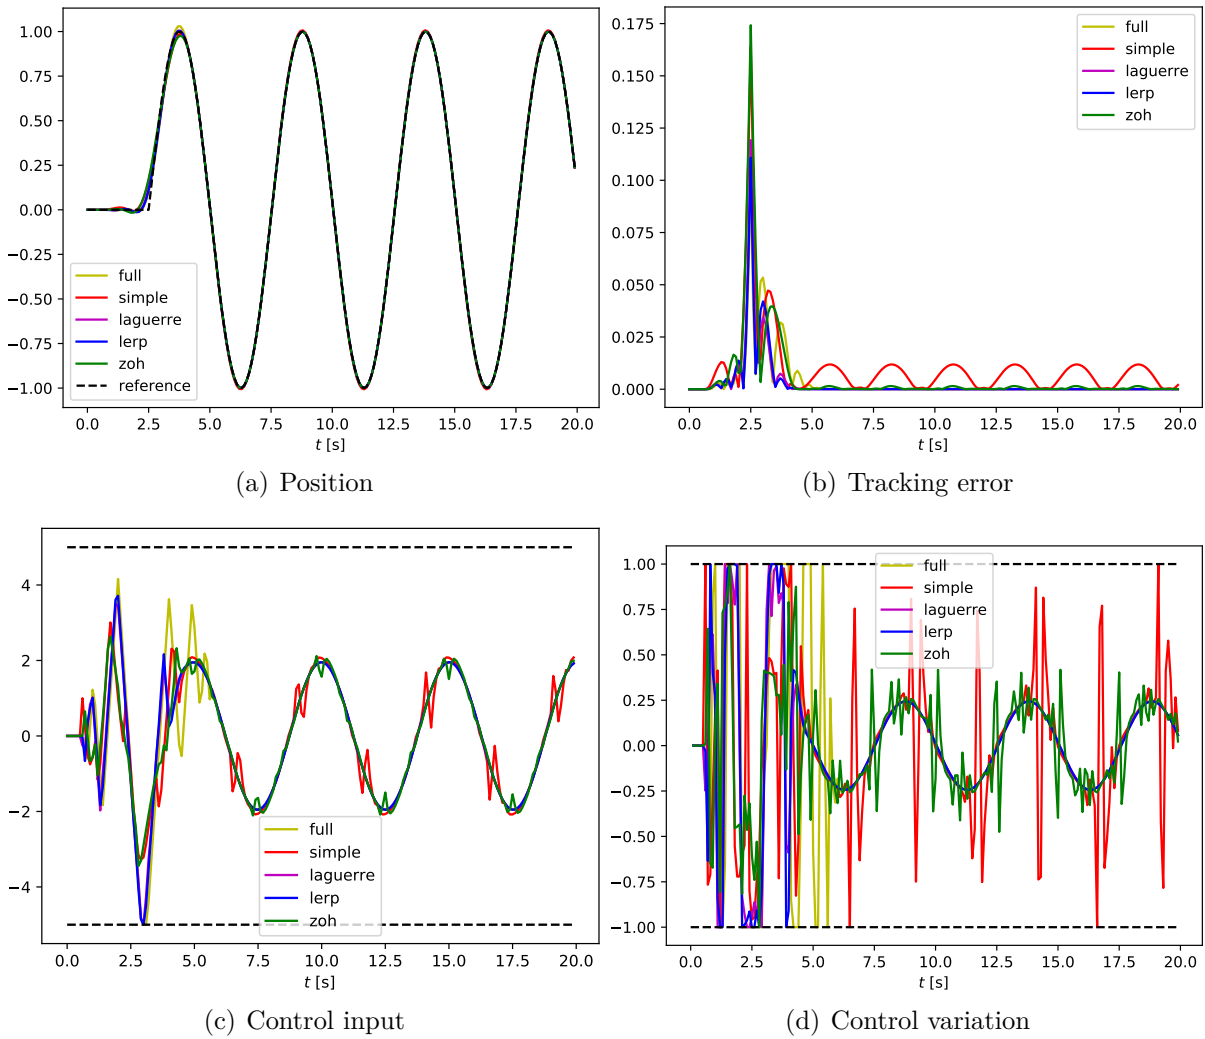 1.00
0.75
0.50
0.25
0.00
−0.25
−0.50
−0.75
−1.00
full
simple
laguerre
lerp
zoh
reference
0.0 2.5 5.0 7.5 10.0 12.5 15.0 17.5 20.0
t [s]
(a) Position
0.175
0.150
0.125
0.100
0.075
0.050
0.025
0.000
full
simple
laguerre
lerp
zoh
0.0 2.5 5.0 7.5 10.0 12.5 15.0 17.5 20.0
t [s]
(b) Tracking error
4
2
0
−2
−4
full
simple
laguerre
lerp
zoh
0.0 2.5 5.0 7.5 10.0 12.5 15.0 17.5 20.0
t [s]
(c) Control input
1.00
0.75
0.50
0.25
0.00
−0.25
−0.50
−0.75
−1.00
full
simple
laguerre
lerp
zoh
0.0 2.5 5.0 7.5 10.0 12.5 15.0 17.5 20.0
t [s]
(d) Control variation